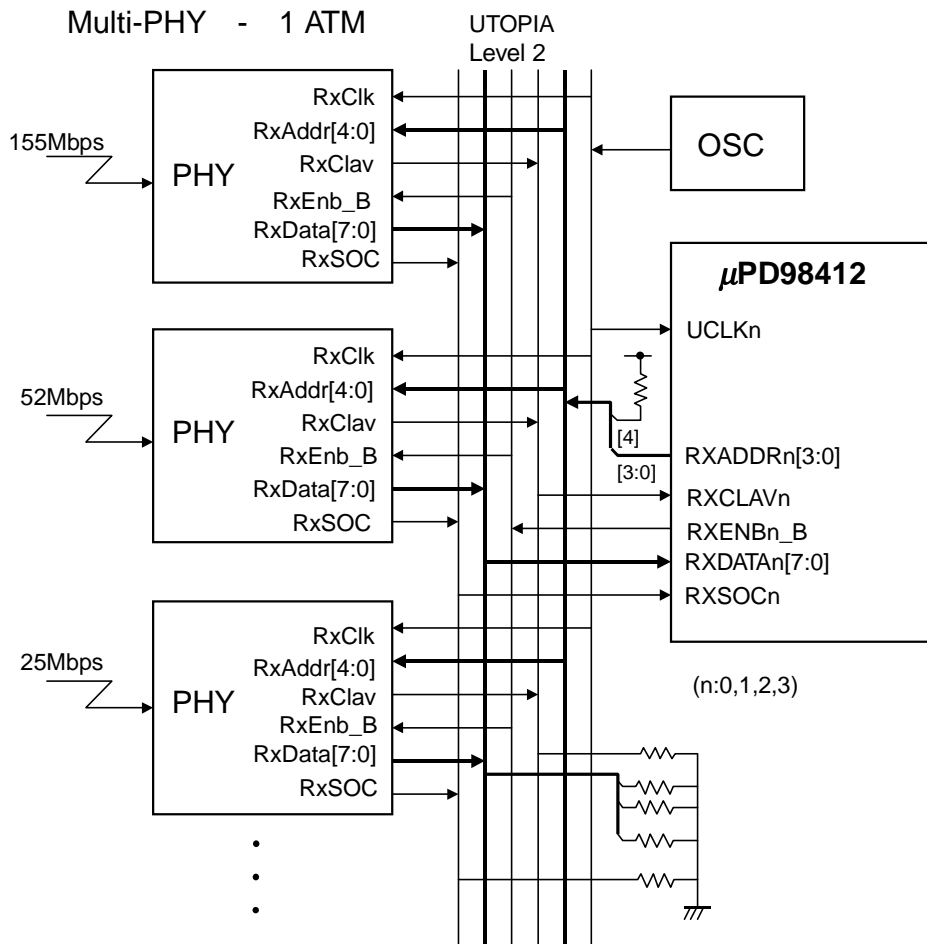 Multi-PHY - 1 ATM
UTOPIA
Level 2
155Mbps
PHY
RxClk
RxAddr[4:0]
RxClav
RxEnb_B
RxData[7:0]
RxSOC
OSC
μPD98412
UCLKn
[4]
[3:0]
RXADDRn[3:0]
RXCLAVn
RXENBn_B
RXDATAn[7:0]
RXSOCn
(n:0,1,2,3)
52Mbps
PHY
RxClk
RxAddr[4:0]
RxClav
RxEnb_B
RxData[7:0]
RxSOC
25Mbps
PHY
RxClk
RxAddr[4:0]
RxClav
RxEnb_B
RxData[7:0]
RxSOC